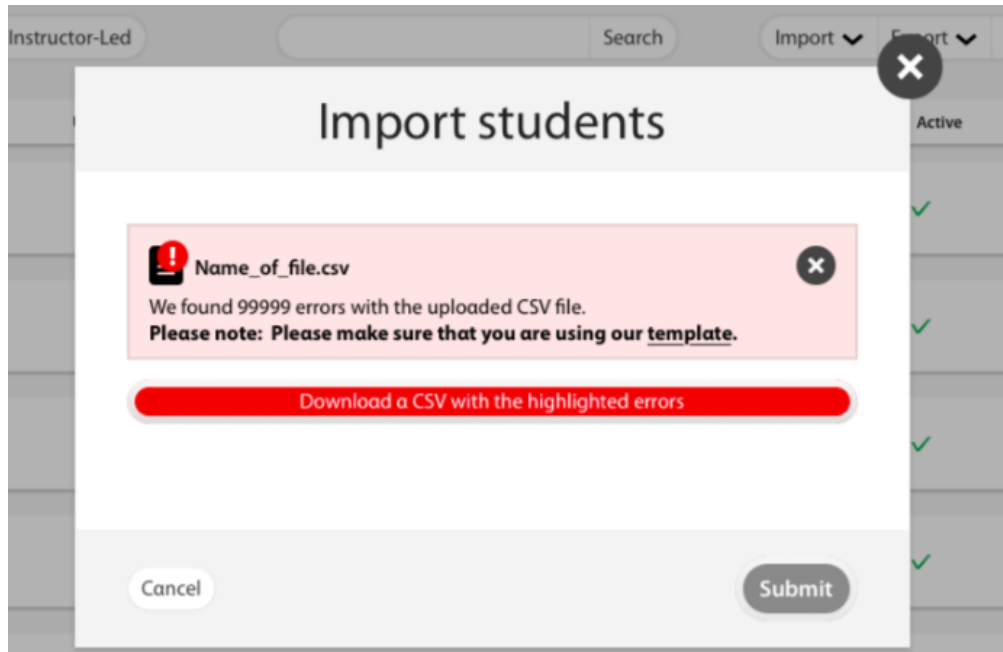 Instructor-Led
Search
Import
Import students
Active
!
Name_of_file.csv
We found 99999 errors with the uploaded CSV file.
Please note: Please make sure that you are using our template.
Download a CSV with the highlighted errors
Cancel
Submit